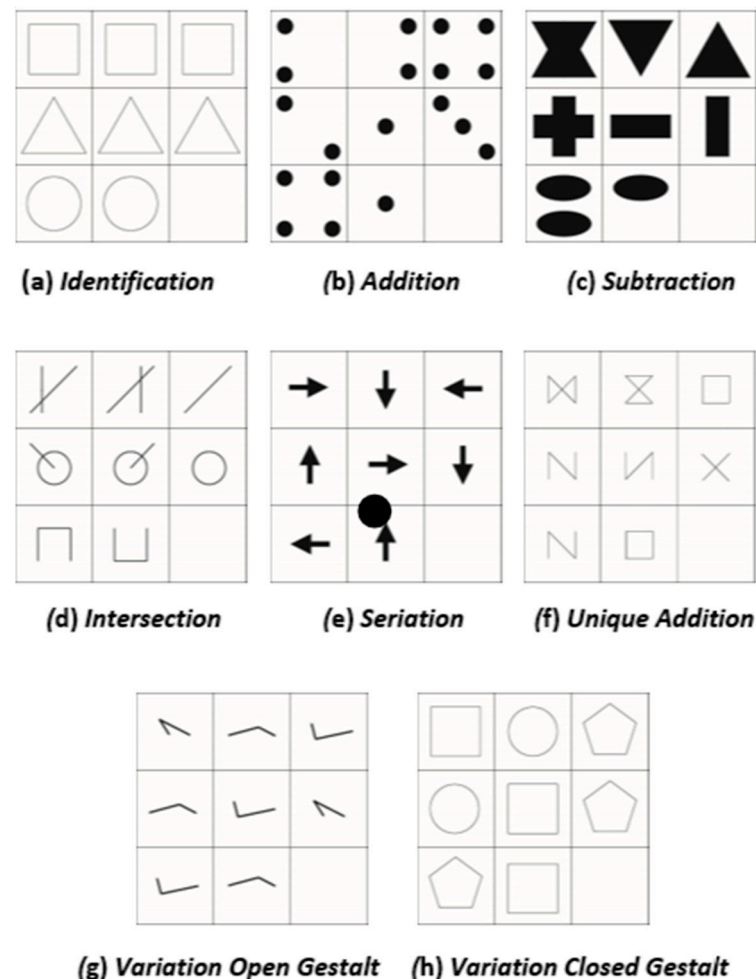 (a) Identification
(b) Addition
(c) Subtraction
(d) Intersection
(e) Seriation
(f) Unique Addition
(g) Variation Open Gestalt
(h) Variation Closed Gestalt